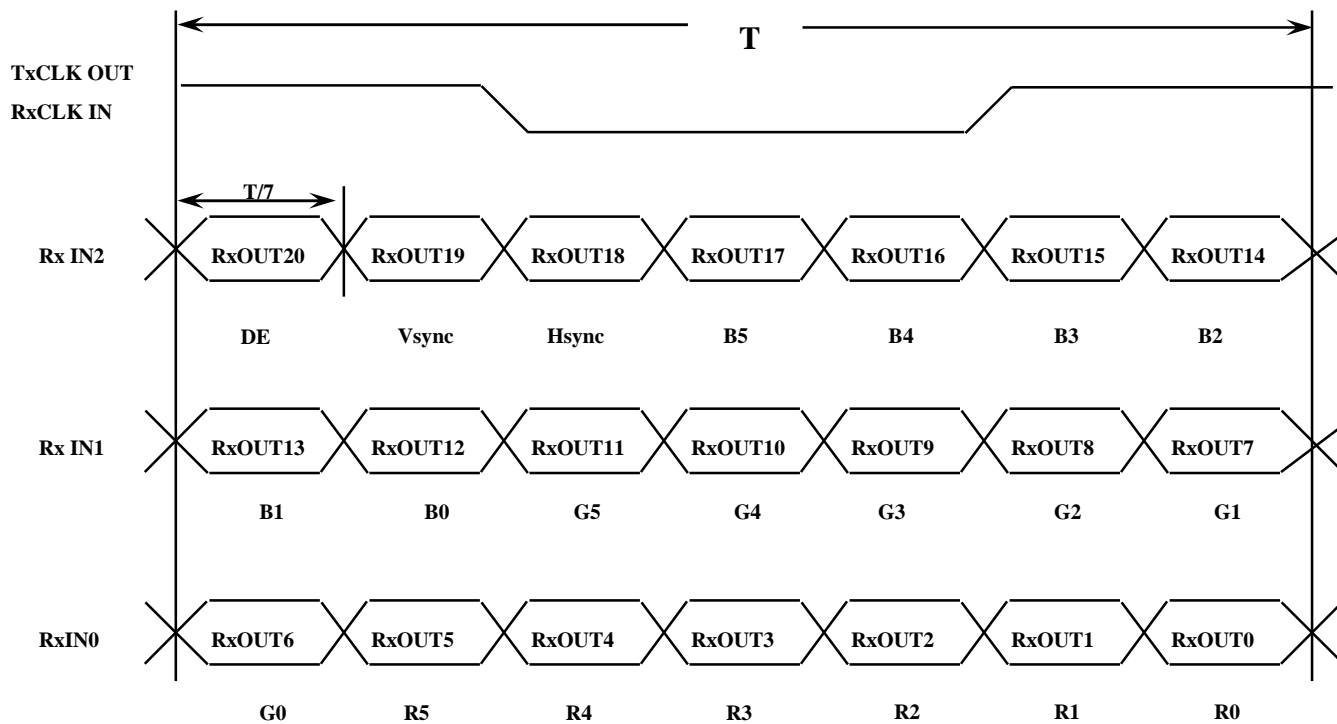 T
TxCLK OUT
RxCLK IN
T/7
Rx IN2 RxOUT20 RxOUT19 RxOUT18 RxOUT17 RxOUT16 RxOUT15 RxOUT14
DE Vsync Hsync B5 B4 B3 B2
Rx IN1 RxOUT13 RxOUT12 RxOUT11 RxOUT10 RxOUT9 RxOUT8 RxOUT7
B1 B0 G5 G4 G3 G2 G1
RxIN0 RxOUT6 RxOUT5 RxOUT4 RxOUT3 RxOUT2 RxOUT1 RxOUT0
G0 R5 R4 R3 R2 R1 R0